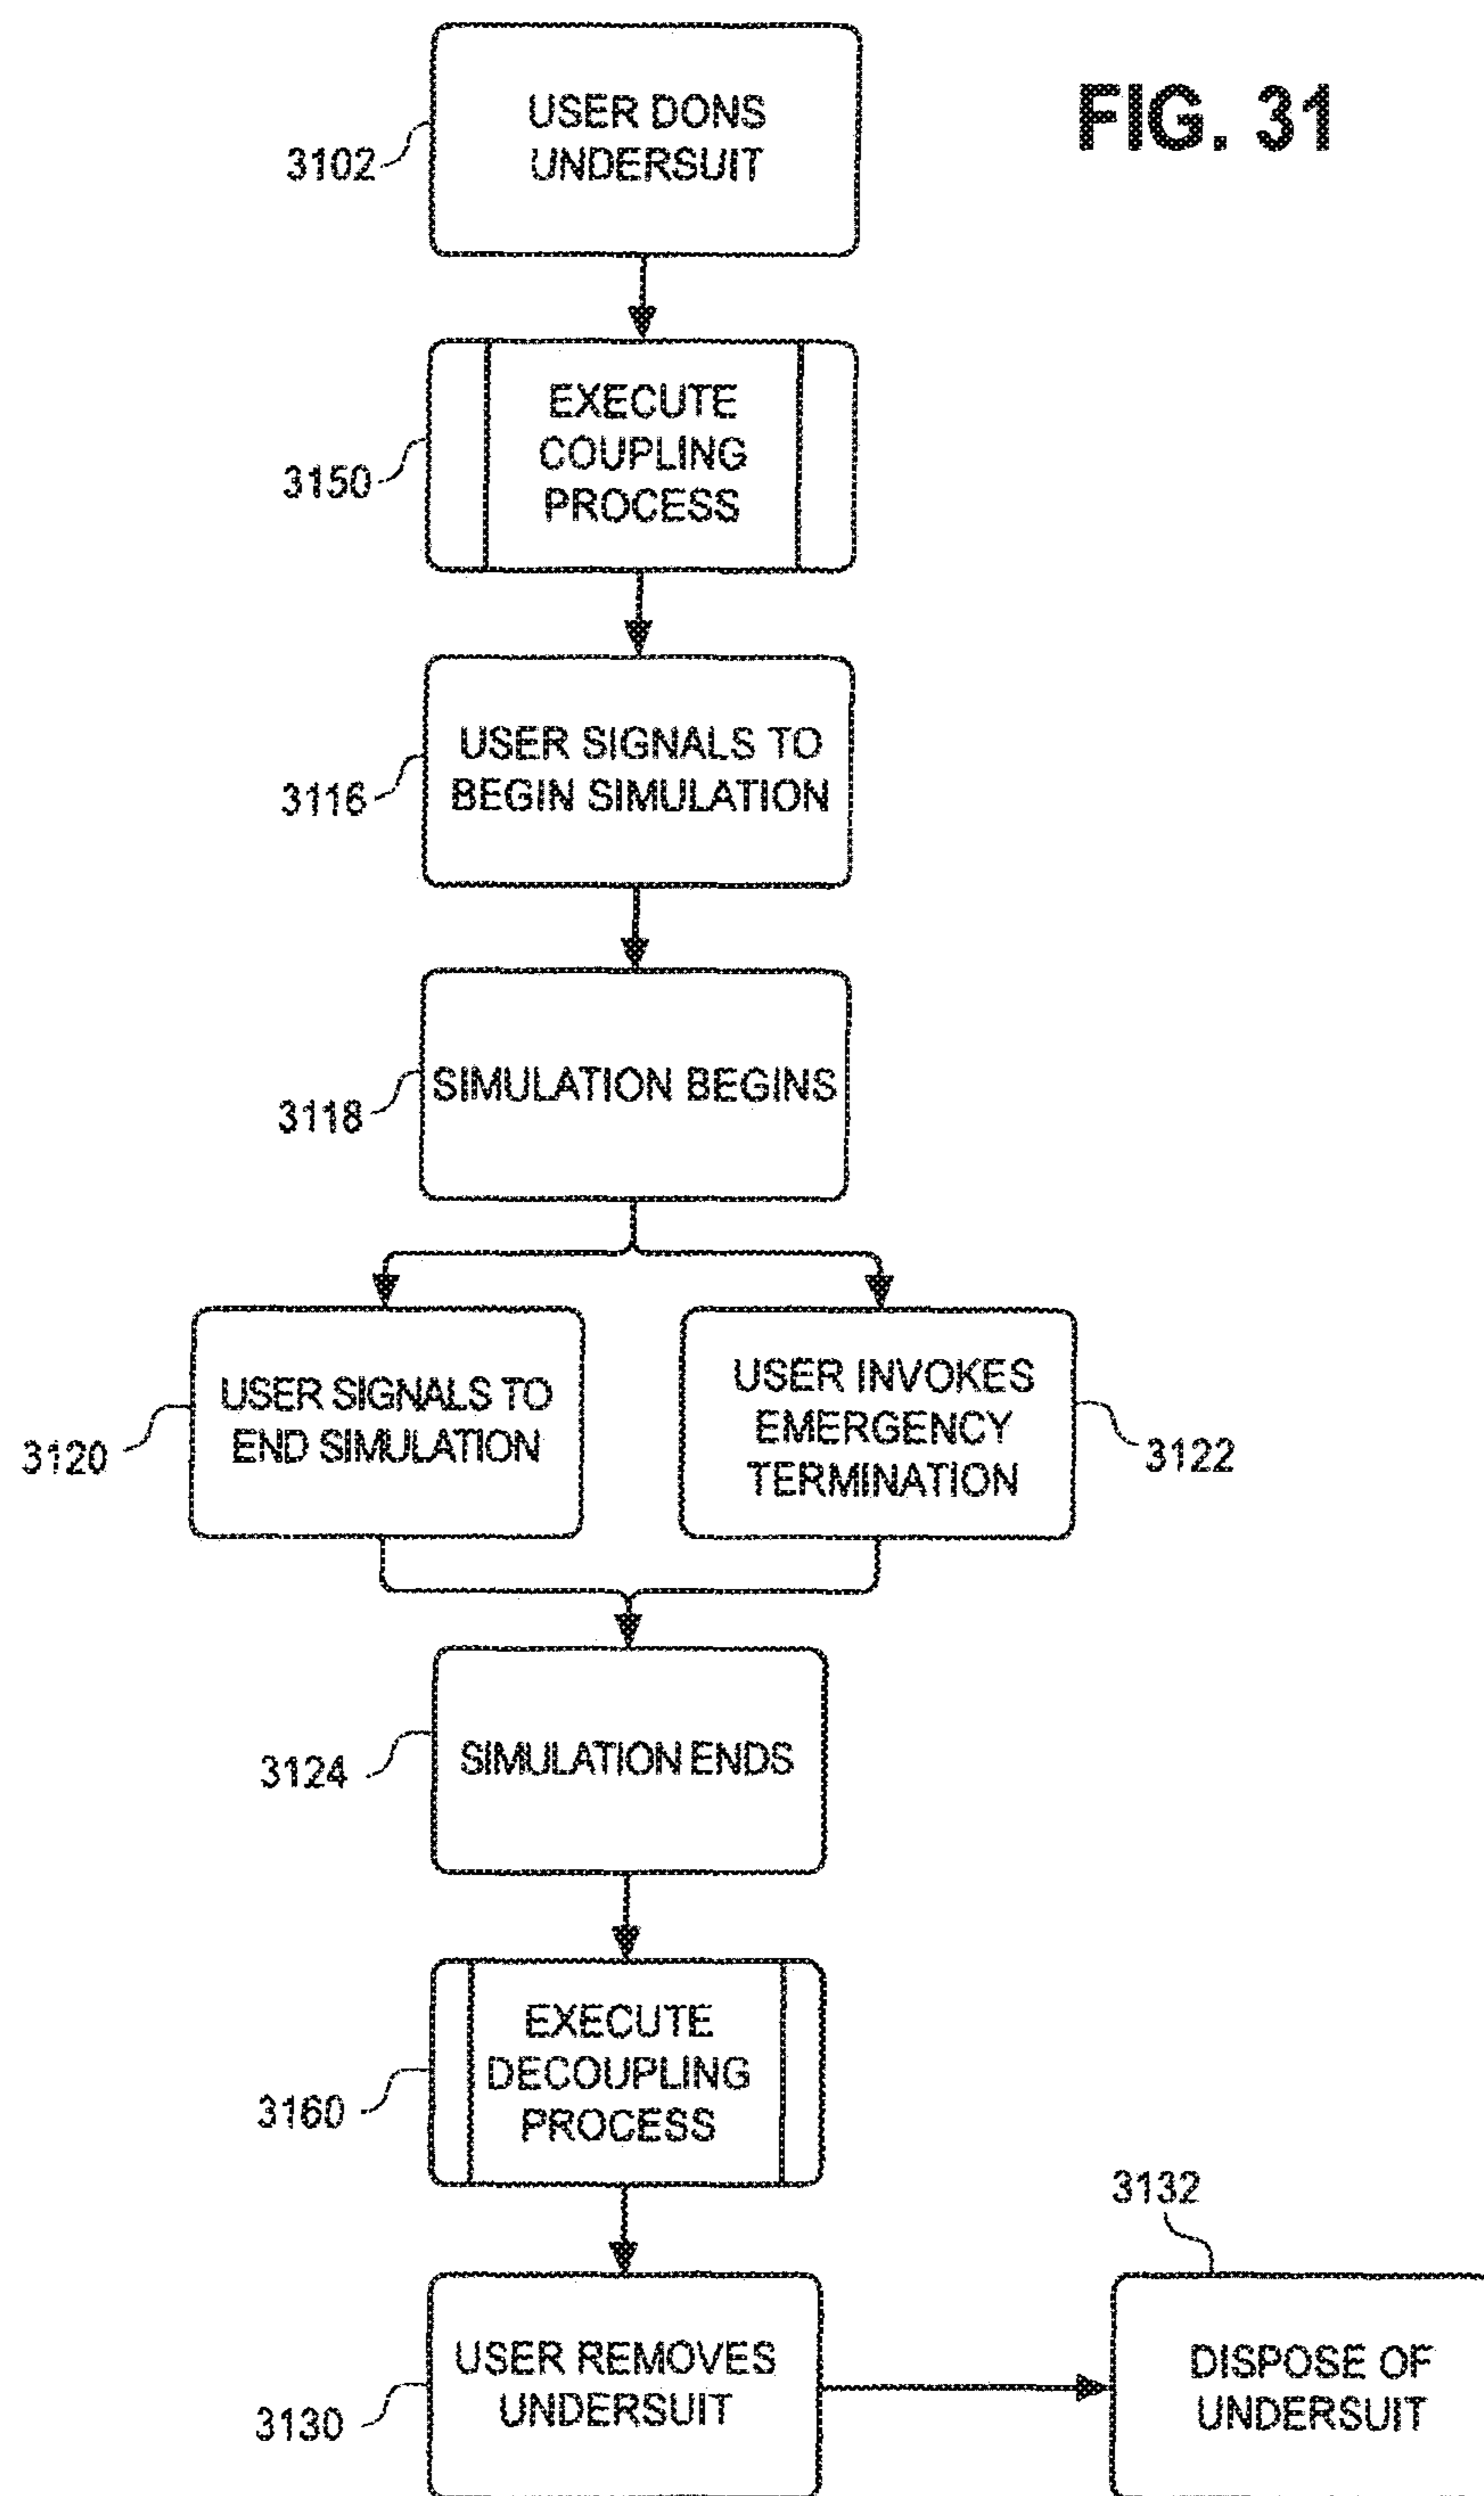 FIG. 31
USER DONS
UNDERSUIT
3102
EXECUTE
COUPLING
PROCESS
3150
USER SIGNALS TO
BEGIN SIMULATION
3116
SIMULATION BEGINS
3118
USER SIGNALS TO
END SIMULATION
3120
USER INVOKES
EMERGENCY
TERMINATION
3122
SIMULATION ENDS
3124
EXECUTE
DECOUPLING
PROCESS
3160
3132
USER REMOVES
UNDERSUIT
3130
DISPOSE OF
UNDERSUIT